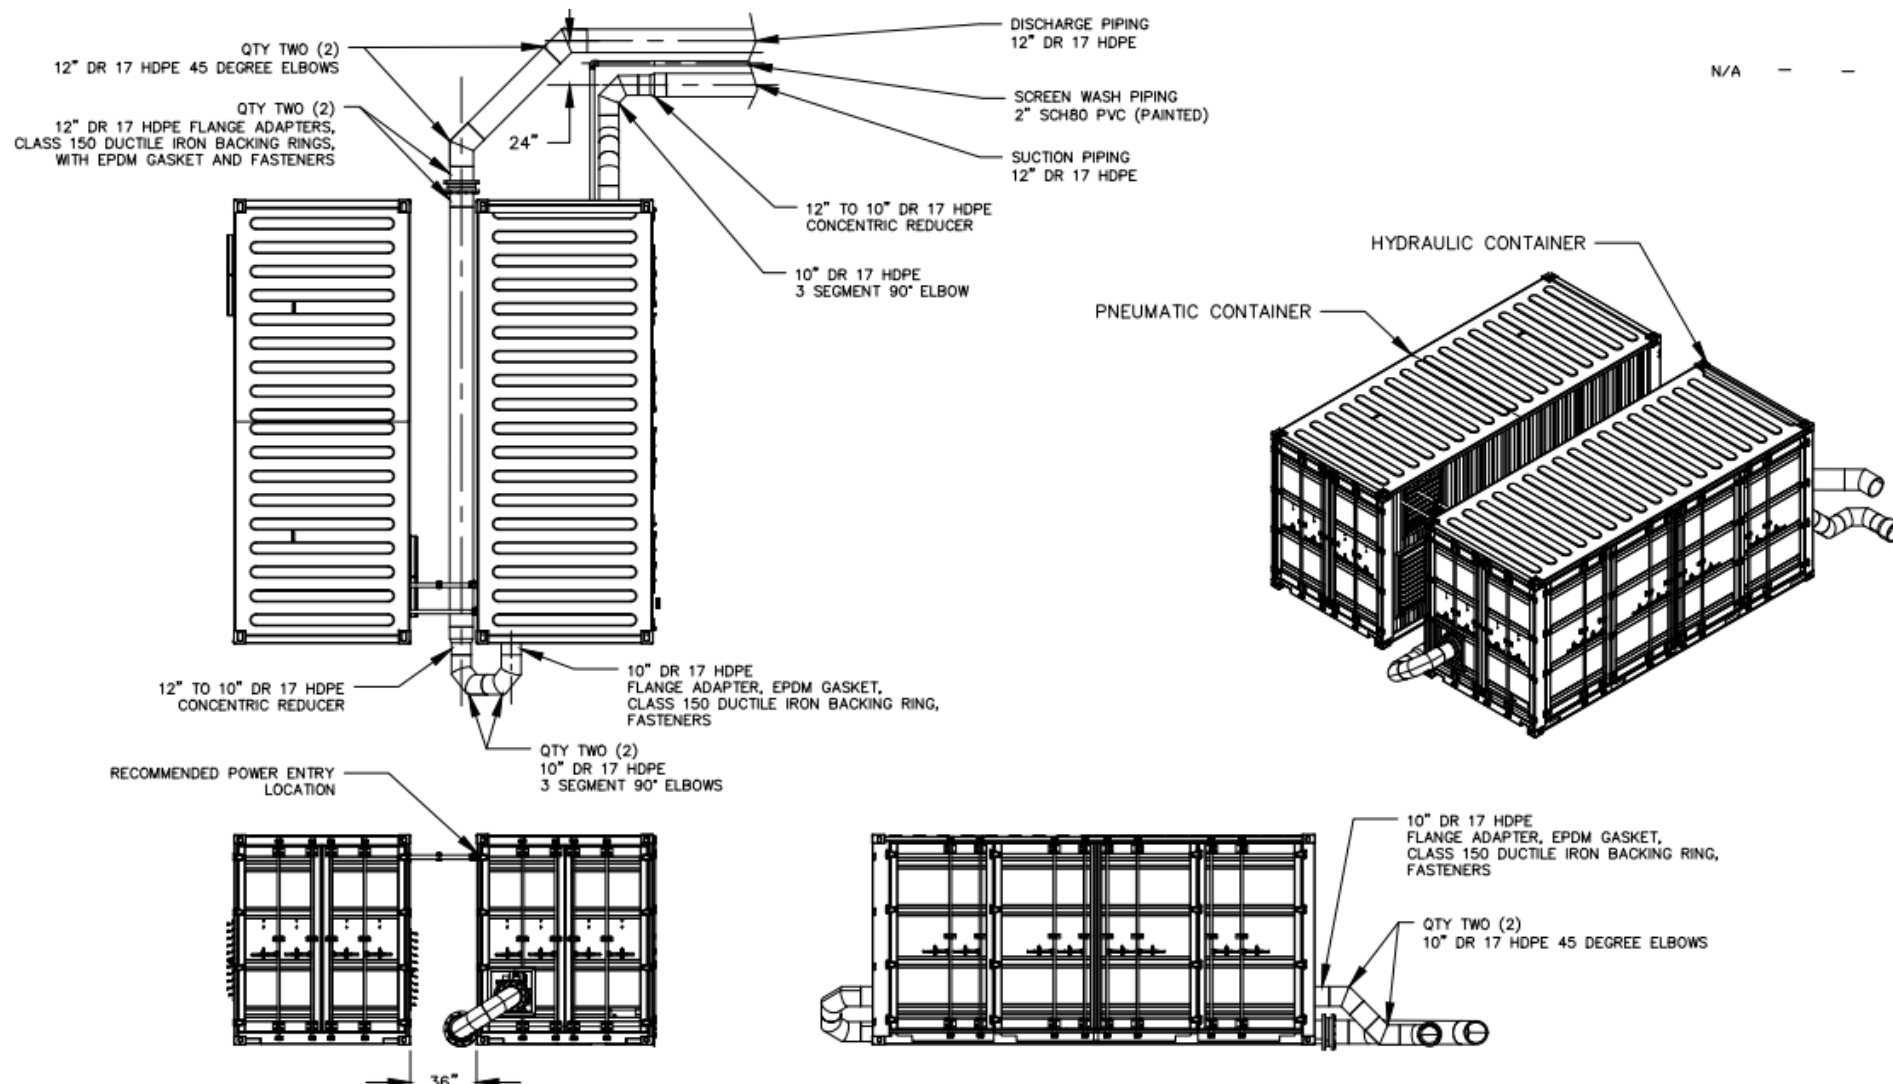 QTY TWO (2)
12" DR 17 HDPE 45 DEGREE ELBOWS
QTY TWO (2)
12" DR 17 HDPE FLANGE ADAPTERS,
CLASS 150 DUCTILE IRON BACKING RINGS,
WITH EPDM GASKET AND FASTENERS
24"
DISCHARGE PIPING
12" DR 17 HDPE
SCREEN WASH PIPING
2" SCH80 PVC (PAINTED)
SUCTION PIPING
12" DR 17 HDPE
12" TO 10" DR 17 HDPE
CONCENTRIC REDUCER
10" DR 17 HDPE
3 SEGMENT 90° ELBOW
N/A – –
HYDRAULIC CONTAINER
PNEUMATIC CONTAINER
12" TO 10" DR 17 HDPE
CONCENTRIC REDUCER
10" DR 17 HDPE
FLANGE ADAPTER, EPDM GASKET,
CLASS 150 DUCTILE IRON BACKING RING,
FASTENERS
QTY TWO (2)
10" DR 17 HDPE
3 SEGMENT 90° ELBOWS
RECOMMENDED POWER ENTRY
LOCATION
36"
10" DR 17 HDPE
FLANGE ADAPTER, EPDM GASKET,
CLASS 150 DUCTILE IRON BACKING RING,
FASTENERS
QTY TWO (2)
10" DR 17 HDPE 45 DEGREE ELBOWS